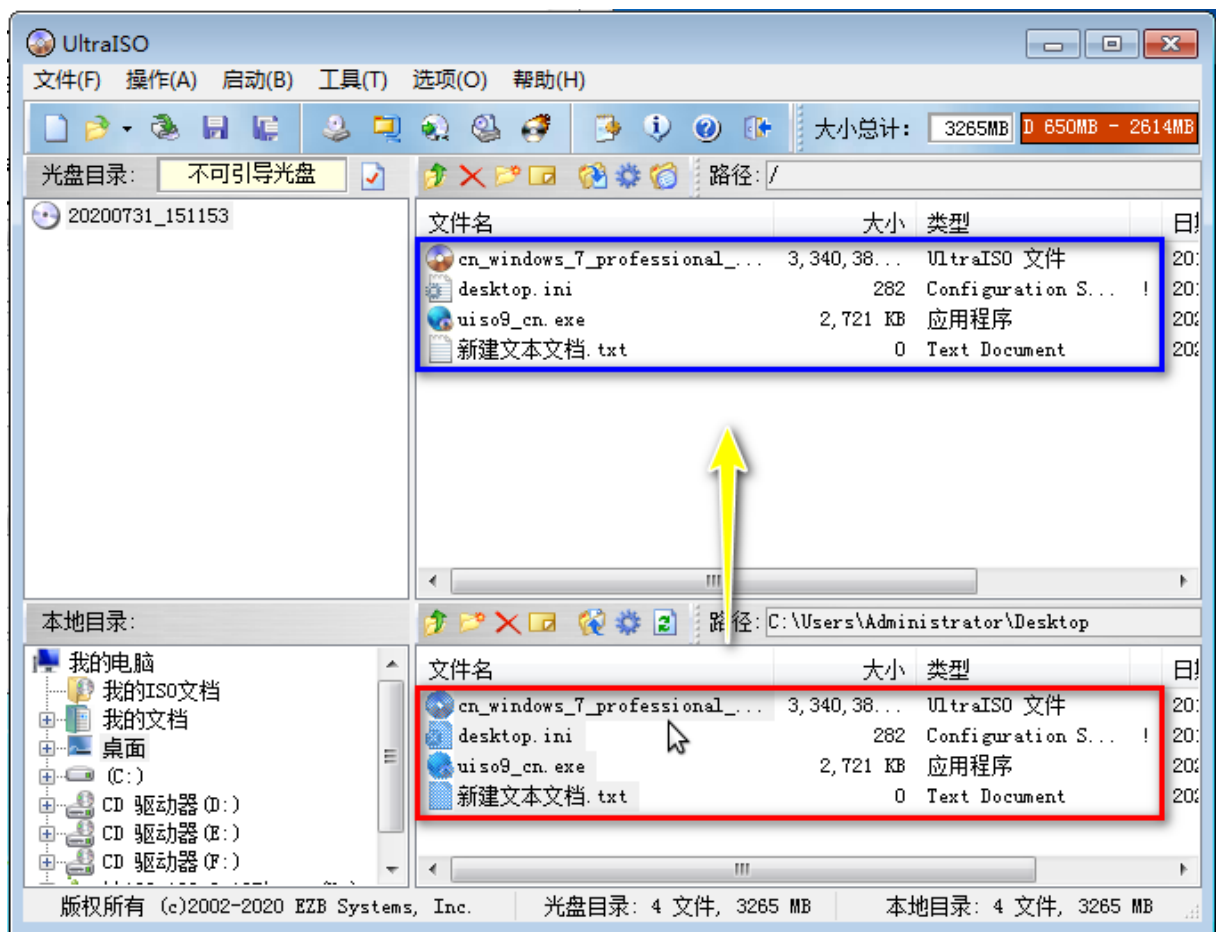 UltraISO
文件(F) 操作(A) 启动(B) 工具(T) 选项(O) 帮助(H)
大小总计: 3265MB D 650MB - 2614MB
光盘目录: 不可引导光盘 路径: /
20200731_151153
文件名 大小 类型
cn_windows_7_professional_... 3,340,38... UltraISO 文件
desktop.ini 282 Configuration S... !
uiso9_cn.exe 2,721 KB 应用程序
新建文本文档.txt 0 Text Document
本地目录: 路径: C:\Users\Administrator\Desktop
我的电脑
我的ISO文档
我的文档
桌面
(C:)
CD 驱动器(D:)
CD 驱动器(E:)
CD 驱动器(F:)
文件名 大小 类型
cn_windows_7_professional_... 3,340,38... UltraISO 文件
desktop.ini 282 Configuration S... !
uiso9_cn.exe 2,721 KB 应用程序
新建文本文档.txt 0 Text Document
版权所有 (c)2002-2020 EZB Systems, Inc. 光盘目录: 4 文件, 3265 MB 本地目录: 4 文件, 3265 MB